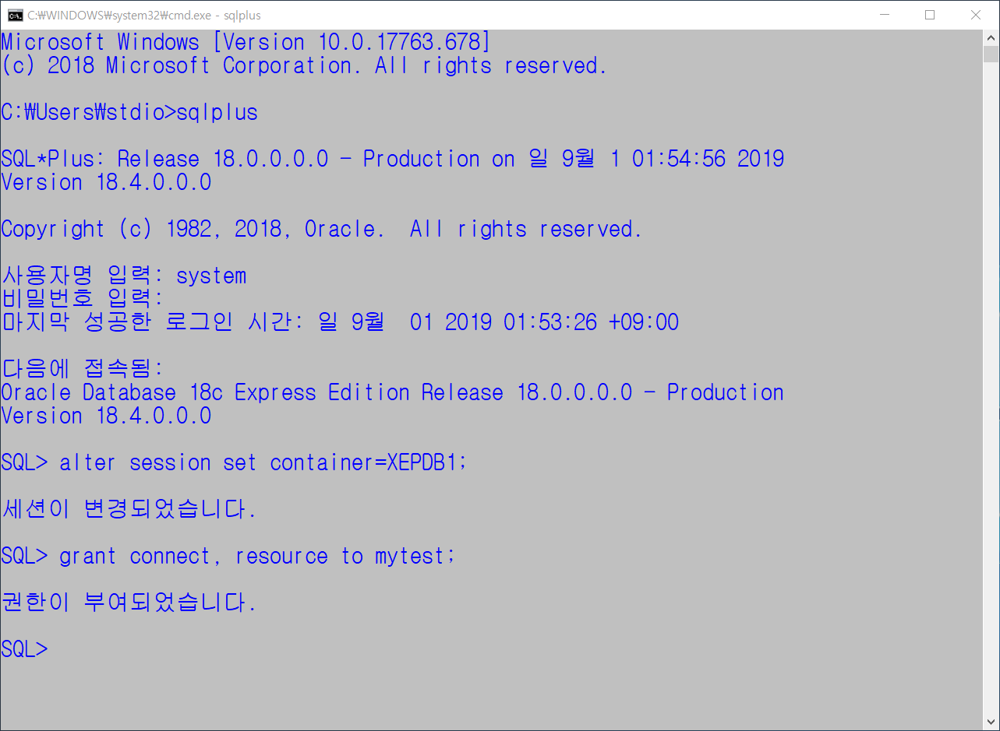 C:₩WINDOWS₩system32₩cmd.exe - sqlplus
Microsoft Windows [Version 10.0.17763.678]
(c) 2018 Microsoft Corporation. All rights reserved.
C:₩Users₩stdio>sqlplus
SQL*Plus: Release 18.0.0.0.0 - Production on 일 9월 1 01:54:56 2019
Version 18.4.0.0.0
Copyright (c) 1982, 2018, Oracle.  All rights reserved.
사용자명 입력: system
비밀번호 입력:
마지막 성공한 로그인 시간: 일 9월  01 2019 01:53:26 +09:00
다음에 접속됨:
Oracle Database 18c Express Edition Release 18.0.0.0.0 - Production
Version 18.4.0.0.0
SQL> alter session set container=XEPDB1;
세션이 변경되었습니다.
SQL> grant connect, resource to mytest;
권한이 부여되었습니다.
SQL>